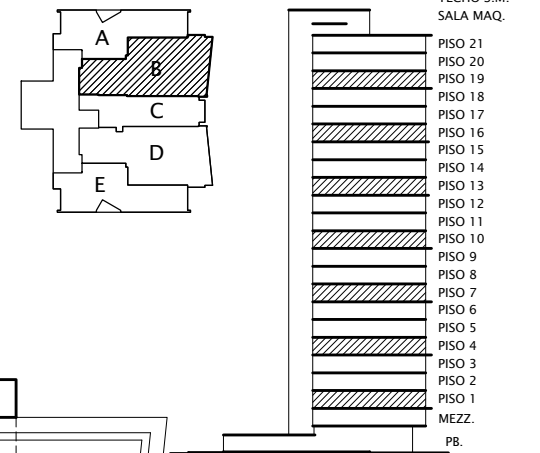 TECHO S.M.
SALA MAQ.
A
B
C
D
E
PISO 21
PISO 20
PISO 19
PISO 18
PISO 17
PISO 16
PISO 15
PISO 14
PISO 13
PISO 12
PISO 11
PISO 10
PISO 9
PISO 8
PISO 7
PISO 6
PISO 5
PISO 4
PISO 3
PISO 2
PISO 1
MEZZ.
PB.